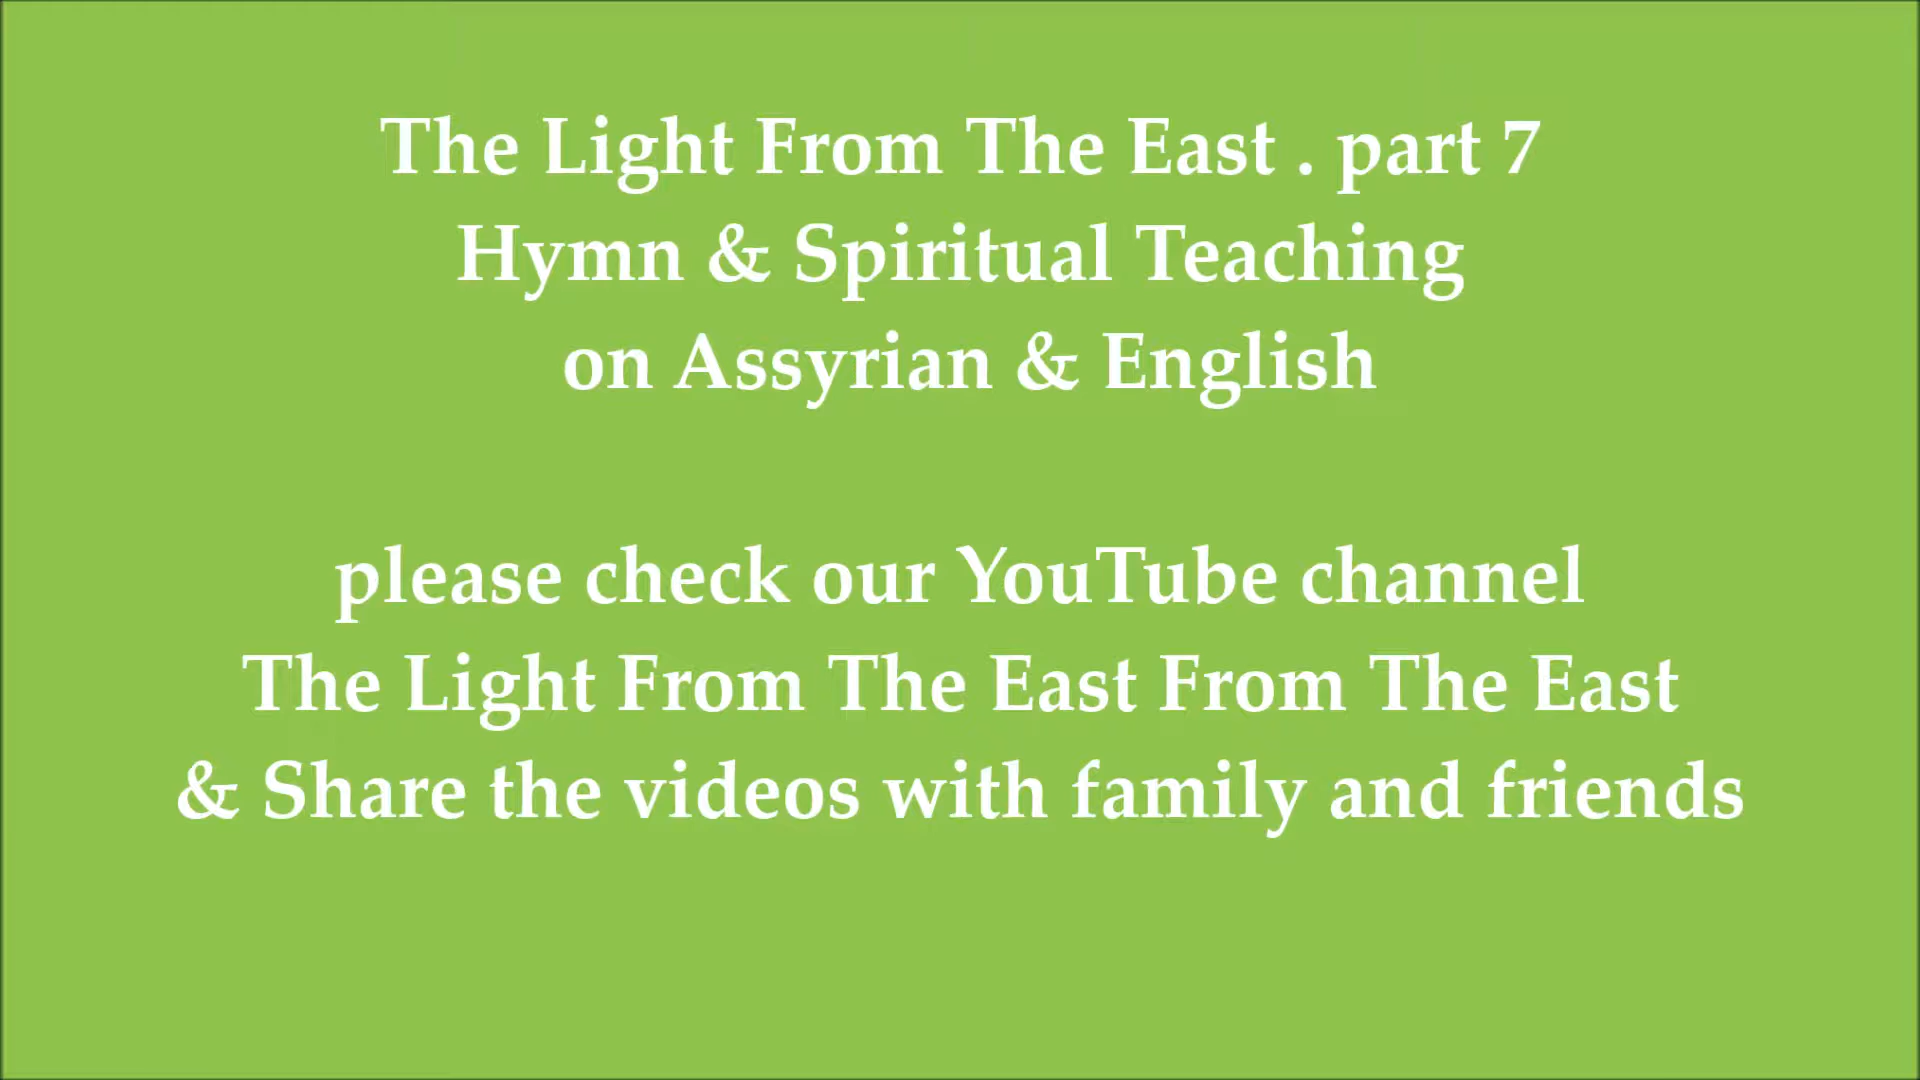 The Light From The East . part 7
Hymn & Spiritual Teaching
on Assyrian & English
please check our YouTube channel
The Light From The East From The East
& Share the videos with family and friends